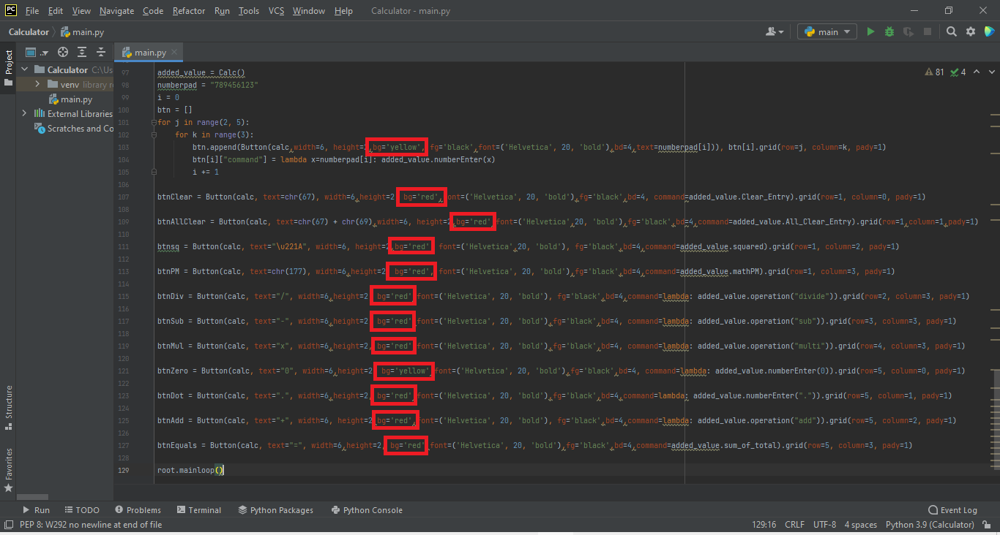 PC File Edit View Navigate Code Refactor Run Tools VCS Window Help Calculator - main.py
Calculator main.py main
Project main.py
Calculator C:\Us
venv library r
main.py
External Libraries
Scratches and Co
81 4
97 added_value = Calc()
98 numberpad = "789456123"
99 i = 0
100 btn = []
101 for j in range(2, 5):
102 for k in range(3):
103 btn.append(Button(calc,width=6, height=2,bg='yellow', fg='black',font=('Helvetica', 20, 'bold'),bd=4,text=numberpad[i])), btn[i].grid(row=j, column=k, pady=1)
104 btn[i]["command"] = lambda x=numberpad[i]: added_value.numberEnter(x)
105 i += 1
106
107 btnClear = Button(calc, text=chr(67), width=6,height=2 bg='red', ont=('Helvetica', 20, 'bold'),fg='black',bd=4, command=added_value.Clear_Entry).grid(row=1, column=0, pady=1)
108
109 btnAllClear = Button(calc, text=chr(67) + chr(69),width=6, height=2,bg='red' font=('Helvetica',20, 'bold'),fg='black',bd=4,command=added_value.All_Clear_Entry).grid(row=1,column=1,pady=1)
110
111 btnsq = Button(calc, text="\u221A", width=6, height=2,bg='red' font=('Helvetica',20, 'bold'), fg='black',bd=4,command=added_value.squared).grid(row=1, column=2, pady=1)
112
113 btnPM = Button(calc, text=chr(177), width=6,height=2 bg='red', font=('Helvetica', 20, 'bold'),fg='black',bd=4,command=added_value.mathPM).grid(row=1, column=3, pady=1)
114
115 btnDiv = Button(calc, text="/", width=6,height=2 bg='red' font=('Helvetica', 20, 'bold'), fg='black',bd=4,command=lambda: added_value.operation("divide")).grid(row=2, column=3, pady=1)
116
117 btnSub = Button(calc, text="-", width=6,height=2 bg='red' font=('Helvetica', 20, 'bold'),fg='black',bd=4, command=lambda: added_value.operation("sub")).grid(row=3, column=3, pady=1)
118
119 btnMul = Button(calc, text="x", width=6,height=2 bg='red' font=('Helvetica', 20, 'bold'),fg='black',bd=4, command=lambda: added_value.operation("multi")).grid(row=4, column=3, pady=1)
120
121 btnZero = Button(calc, text="0", width=6,height=2 bg='yellow' font=('Helvetica', 20, 'bold'),fg='black',bd=4, command=lambda: added_value.numberEnter(0)).grid(row=5, column=0, pady=1)
122
123 btnDot = Button(calc, text=".", width=6,height=2 bg='red' font=('Helvetica', 20, 'bold'),fg='black',bd=4,command=lambda: added_value.numberEnter(".")).grid(row=5, column=1, pady=1)
124
125 btnAdd = Button(calc, text="+", width=6, height=2 bg='red', font=('Helvetica', 20, 'bold'), fg='black',bd=4,command=lambda: added_value.operation("add")).grid(row=5, column=2, pady=1)
126
127 btnEquals = Button(calc, text="=", width=6,height=2, bg='red' font=('Helvetica', 20, 'bold'),fg='black',bd=4,command=added_value.sum_of_total).grid(row=5, column=3, pady=1)
128
129 root.mainloop()
Structure
Favorites
Run TODO Problems Terminal Python Packages Python Console Event Log
PEP 8: W292 no newline at end of file 129:16 CRLF UTF-8 4 spaces Python 3.9 (Calculator)